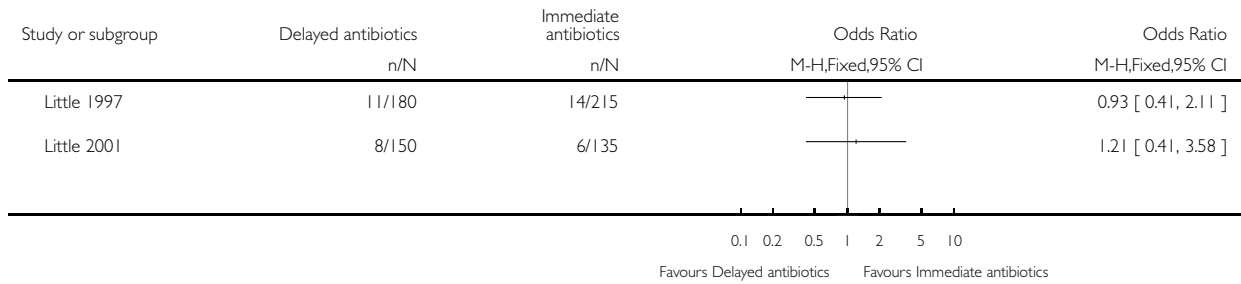 Study or subgroup Delayed antibiotics Immediate antibiotics Odds Ratio Odds Ratio
n/N n/N M-H,Fixed,95% CI M-H,Fixed,95% CI
Little 1997 11/180 14/215 0.93 [ 0.41, 2.11 ]
Little 2001 8/150 6/135 1.21 [ 0.41, 3.58 ]
0.1 0.2 0.5 1 2 5 10
Favours Delayed antibiotics Favours Immediate antibiotics